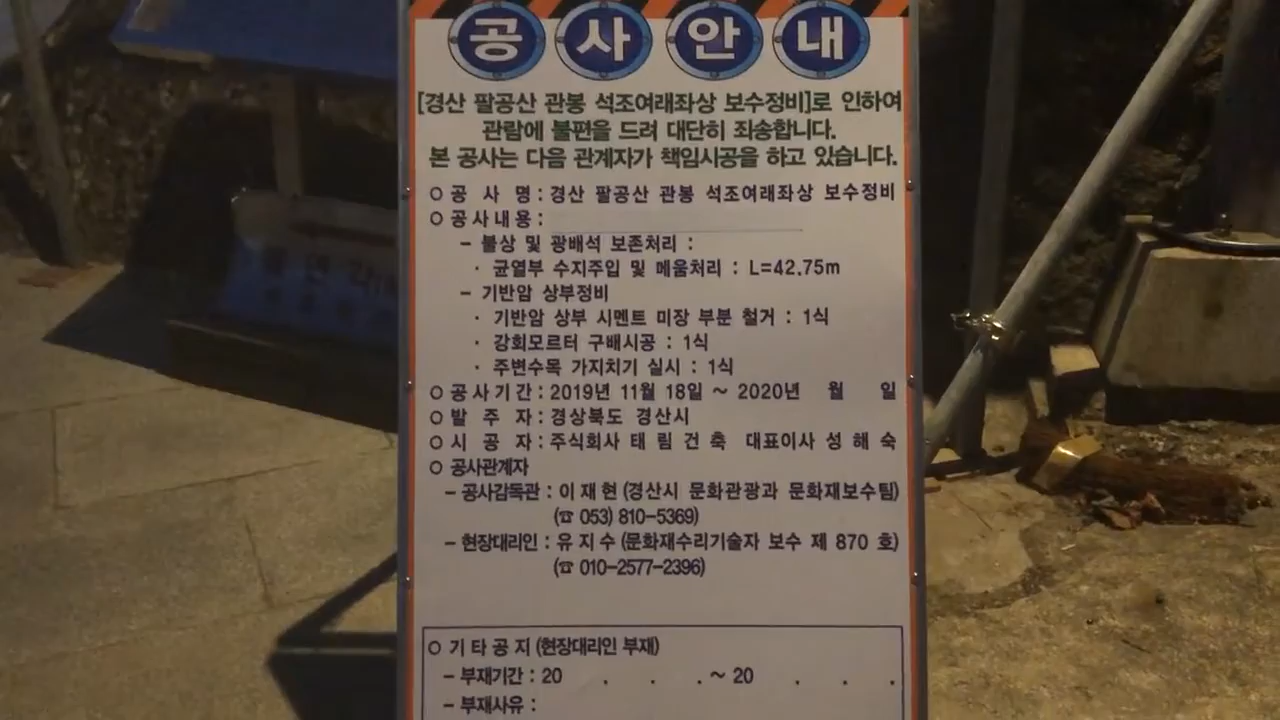 공사안내
[경산 팔공산 관봉 석조여래좌상 보수정비]로 인하여
관람에 불편을 드려 대단히 죄송합니다.
본 공사는 다음 관계자가 책임시공을 하고 있습니다.
○ 공 사 명 : 경산 팔공산 관봉 석조여래좌상 보수정비
○ 공사내용 :
- 불상 및 광배석 보존처리 :
· 균열부 수지주입 및 메움처리 : L=42.75m
- 기반암 상부정비
· 기반암 상부 시멘트 미장 부분 철거 : 1식
· 강회모르터 구배시공 : 1식
· 주변수목 가지치기 실시 : 1식
○ 공사기간 : 2019년 11월 18일 ~ 2020년 월 일
○ 발 주 자 : 경상북도 경산시
○ 시 공 자 : 주식회사 태 림 건 축 대표이사 성 해 숙
○ 공사관계자
- 공사감독관 : 이 재 현 (경산시 문화관광과 문화재보수팀)
(☎ 053) 810-5369)
- 현장대리인 : 유 지 수 (문화재수리기술자 보수 제 870 호)
(☎ 010-2577-2396)
○ 기 타 공 지 (현장대리인 부재)
- 부재기간 : 20 . . . ~ 20 . . .
- 부재사유 :